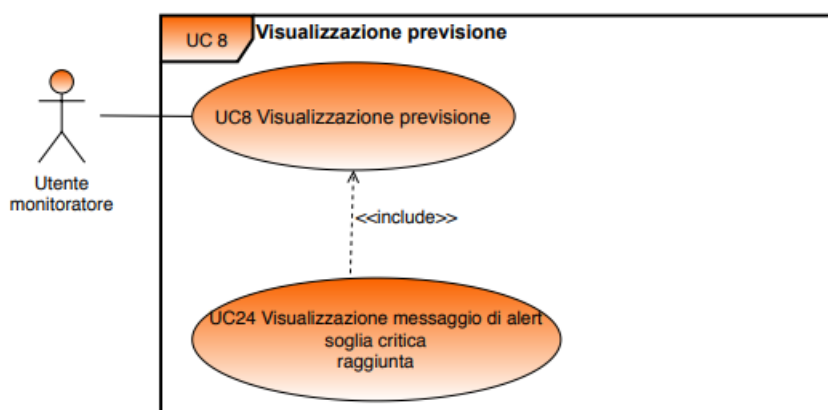 UC 8
Visualizzazione previsione
UC8 Visualizzazione previsione
Utente
monitoratore
<<include>>
UC24 Visualizzazione messaggio di alert
soglia critica
raggiunta